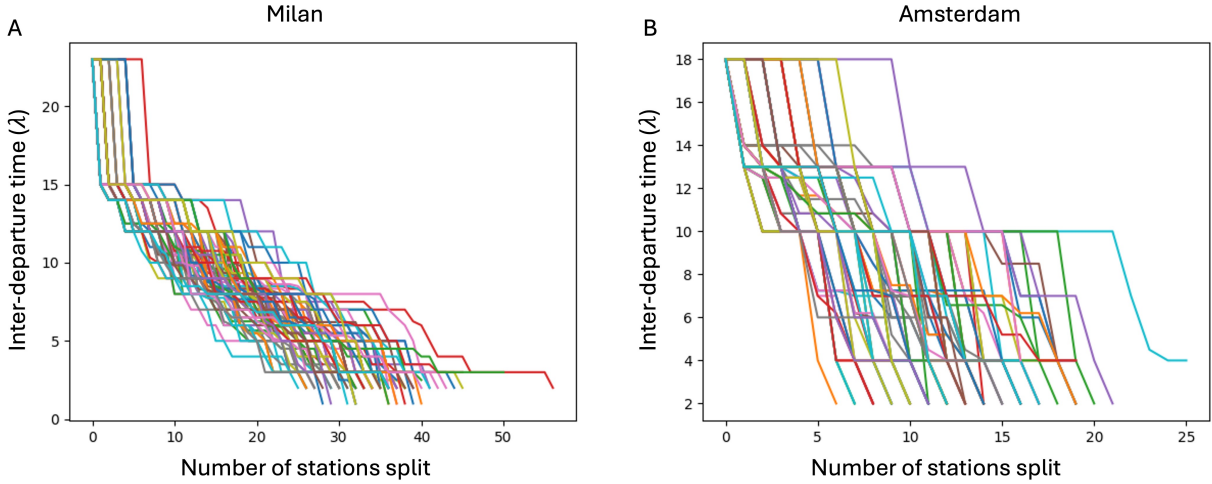 Milan
Amsterdam
A
B
Inter-departure time (λ)
20
15
10
5
0
0 10 20 30 40 50
Number of stations split
Inter-departure time (λ)
18
16
14
12
10
8
6
4
2
0 5 10 15 20 25
Number of stations split